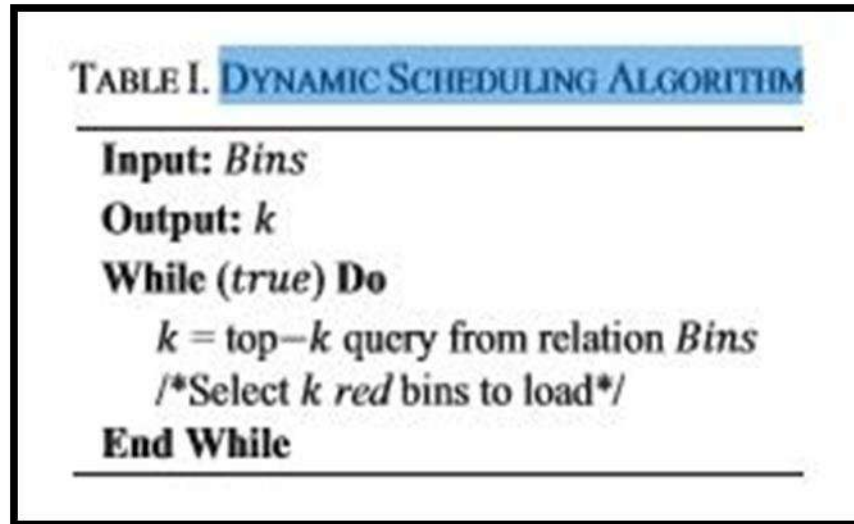 TABLE I. DYNAMIC SCHEDULING ALGORITHM
Input: Bins
Output: k
While (true) Do
k = top−k query from relation Bins
/*Select k red bins to load*/
End While